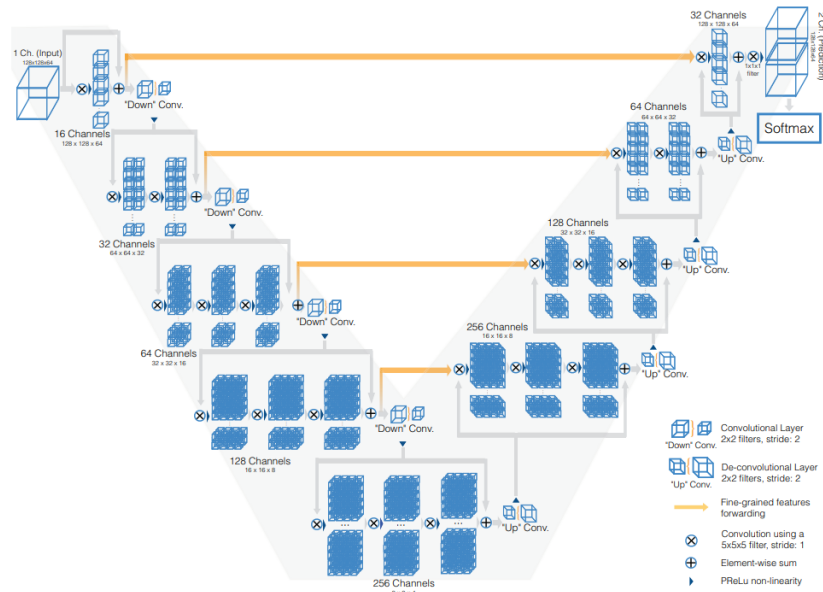 1 Ch. (Input)
128x128x64
"Down" Conv.
16 Channels
128 x 128 x 64
"Down" Conv.
32 Channels
64 x 64 x 32
"Down" Conv.
64 Channels
32 x 32 x 16
"Down" Conv.
128 Channels
16 x 16 x 8
256 Channels
"Up" Conv.
256 Channels
16 x 16 x 8
"Up" Conv.
128 Channels
32 x 32 x 16
"Up" Conv.
64 Channels
64 x 64 x 32
"Up" Conv.
32 Channels
128 x 128 x 64
1x1x1
filter
2 Ch. (Prediction)
128x128x64
Softmax
"Down" Conv.
Convolutional Layer
2x2 filters, stride: 2
"Up" Conv.
De-convolutional Layer
2x2 filters, stride: 2
Fine-grained features
forwarding
Convolution using a
5x5x5 filter, stride: 1
Element-wise sum
PReLu non-linearity